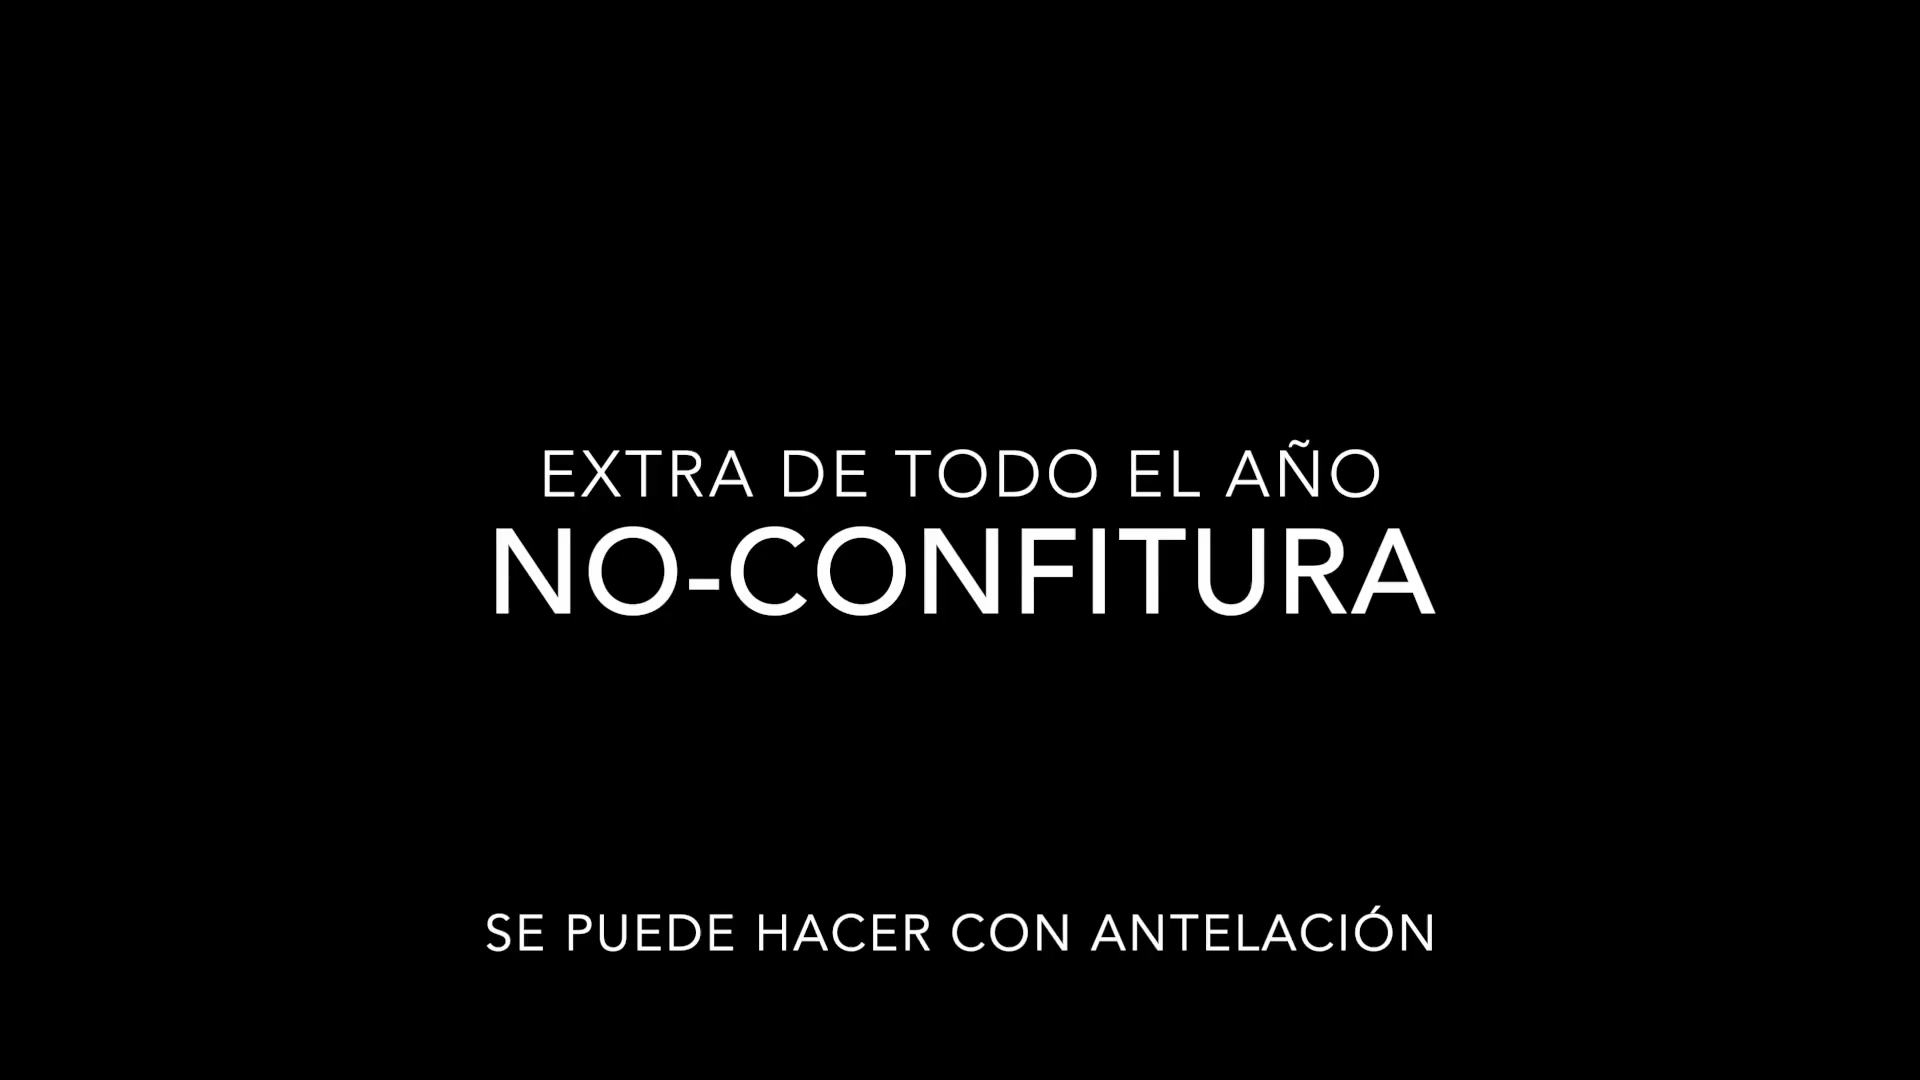 EXTRA DE TODO EL AÑO
NO-CONFITURA
SE PUEDE HACER CON ANTELACIÓN